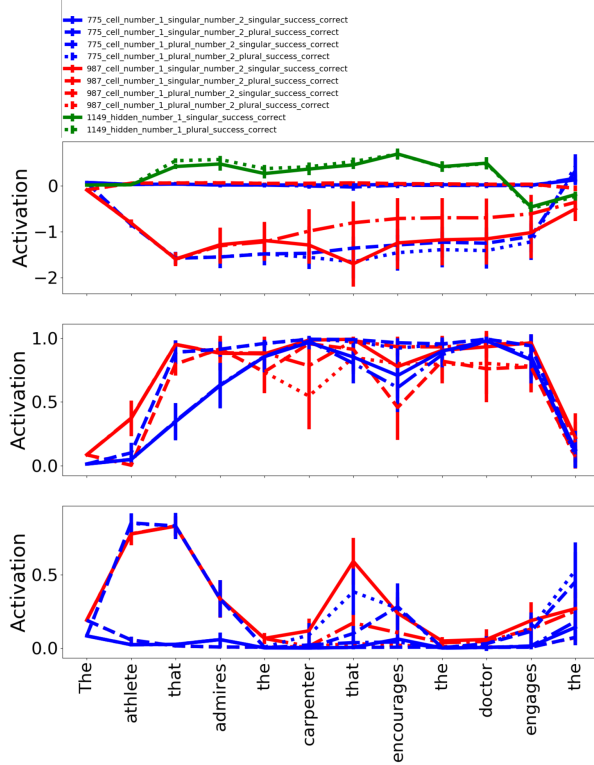 775_cell_number_1_singular_number_2_singular_success_correct
775_cell_number_1_singular_number_2_plural_success_correct
775_cell_number_1_plural_number_2_singular_success_correct
775_cell_number_1_plural_number_2_plural_success_correct
987_cell_number_1_singular_number_2_singular_success_correct
987_cell_number_1_singular_number_2_plural_success_correct
987_cell_number_1_plural_number_2_singular_success_correct
987_cell_number_1_plural_number_2_plural_success_correct
1149_hidden_number_1_singular_success_correct
1149_hidden_number_1_plural_success_correct
Activation
0
−1
−2
Activation
1.0
0.5
0.0
Activation
0.5
0.0
The
athlete
that
admires
the
carpenter
that
encourages
the
doctor
engages
the